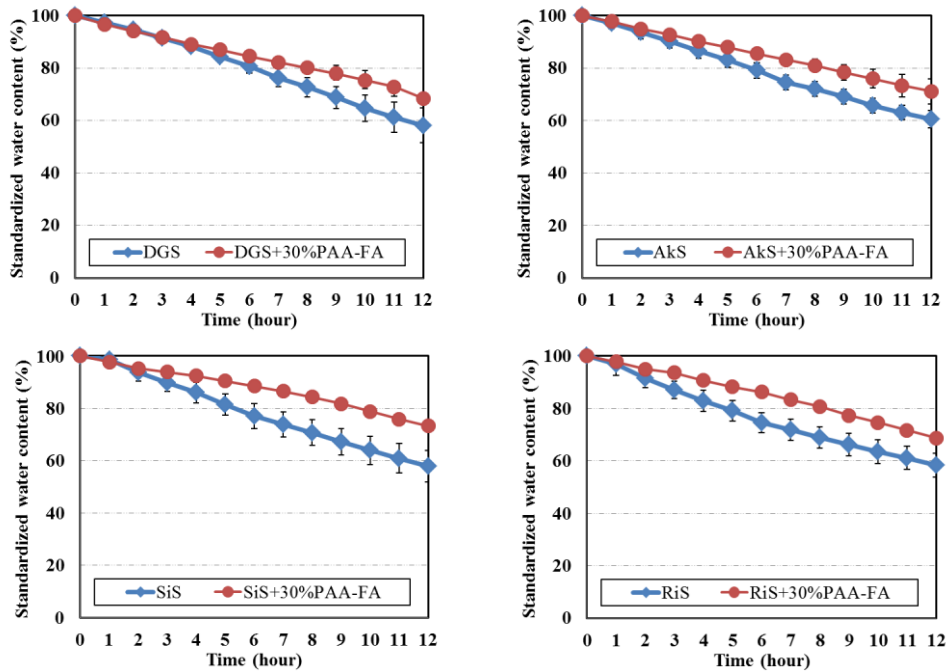 Standardized water content (%)
100
80
60
40
20
0
DGS DGS+30%PAA-FA
0 1 2 3 4 5 6 7 8 9 10 11 12
Time (hour)
Standardized water content (%)
100
80
60
40
20
0
AkS AkS+30%PAA-FA
0 1 2 3 4 5 6 7 8 9 10 11 12
Time (hour)
Standardized water content (%)
100
80
60
40
20
0
SiS SiS+30%PAA-FA
0 1 2 3 4 5 6 7 8 9 10 11 12
Time (hour)
Standardized water content (%)
100
80
60
40
20
0
RiS RiS+30%PAA-FA
0 1 2 3 4 5 6 7 8 9 10 11 12
Time (hour)